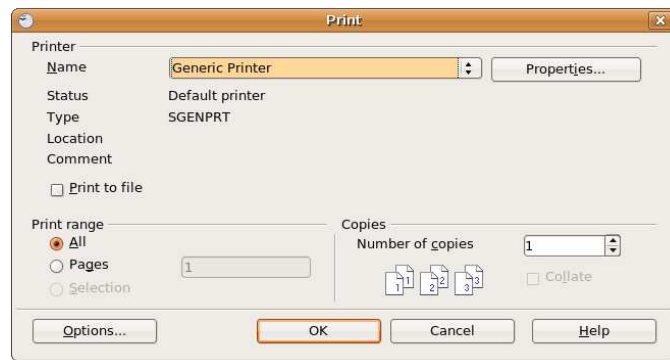 Print
Printer
Name Generic Printer Properties...
Status Default printer
Type SGENPRT
Location
Comment
Print to file
Print range
All
Pages 1
Selection
Copies
Number of copies 1
1 1 2 2 3 3
Collate
Options... OK Cancel Help